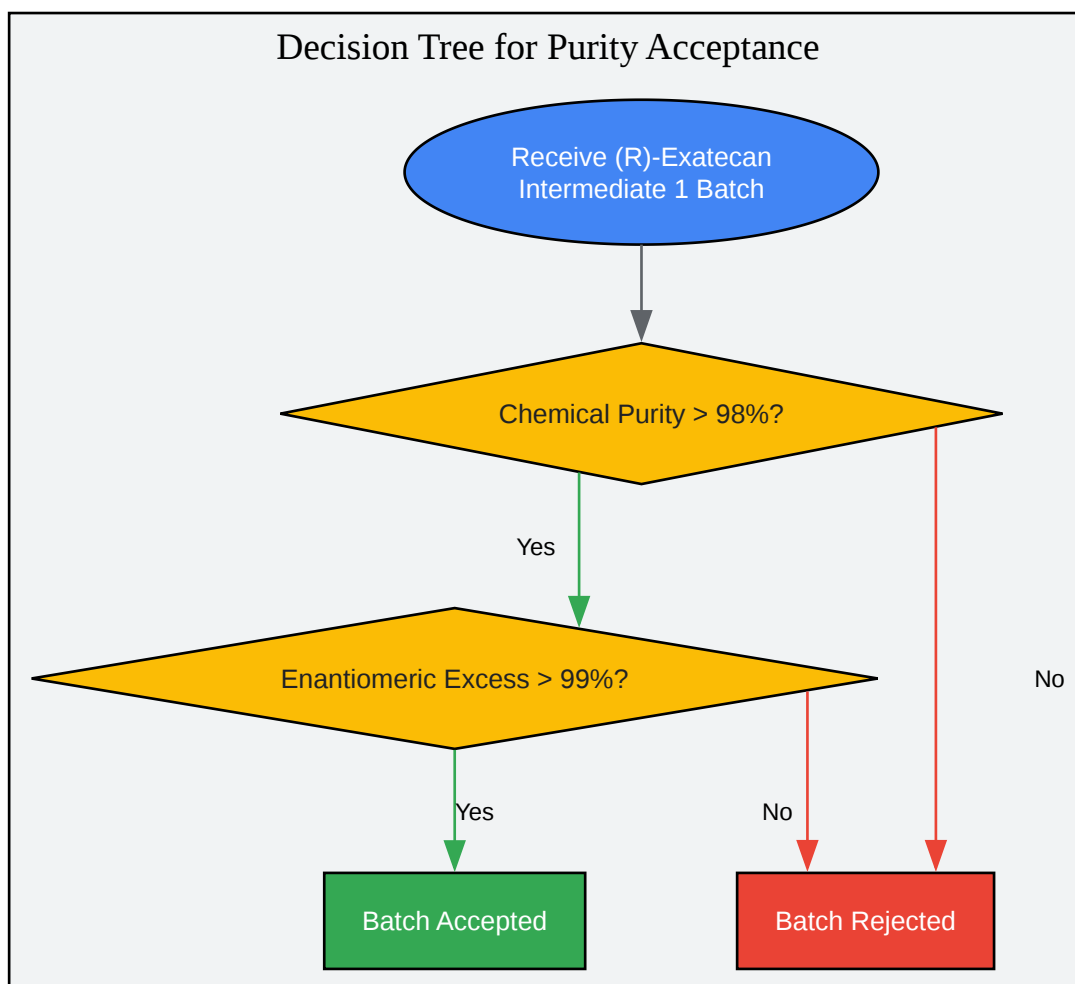 Decision Tree for Purity Acceptance
Receive (R)-Exatecan
Intermediate 1 Batch
Chemical Purity > 98%?
Yes
Enantiomeric Excess > 99%?
No
Yes
No
Batch Accepted
Batch Rejected